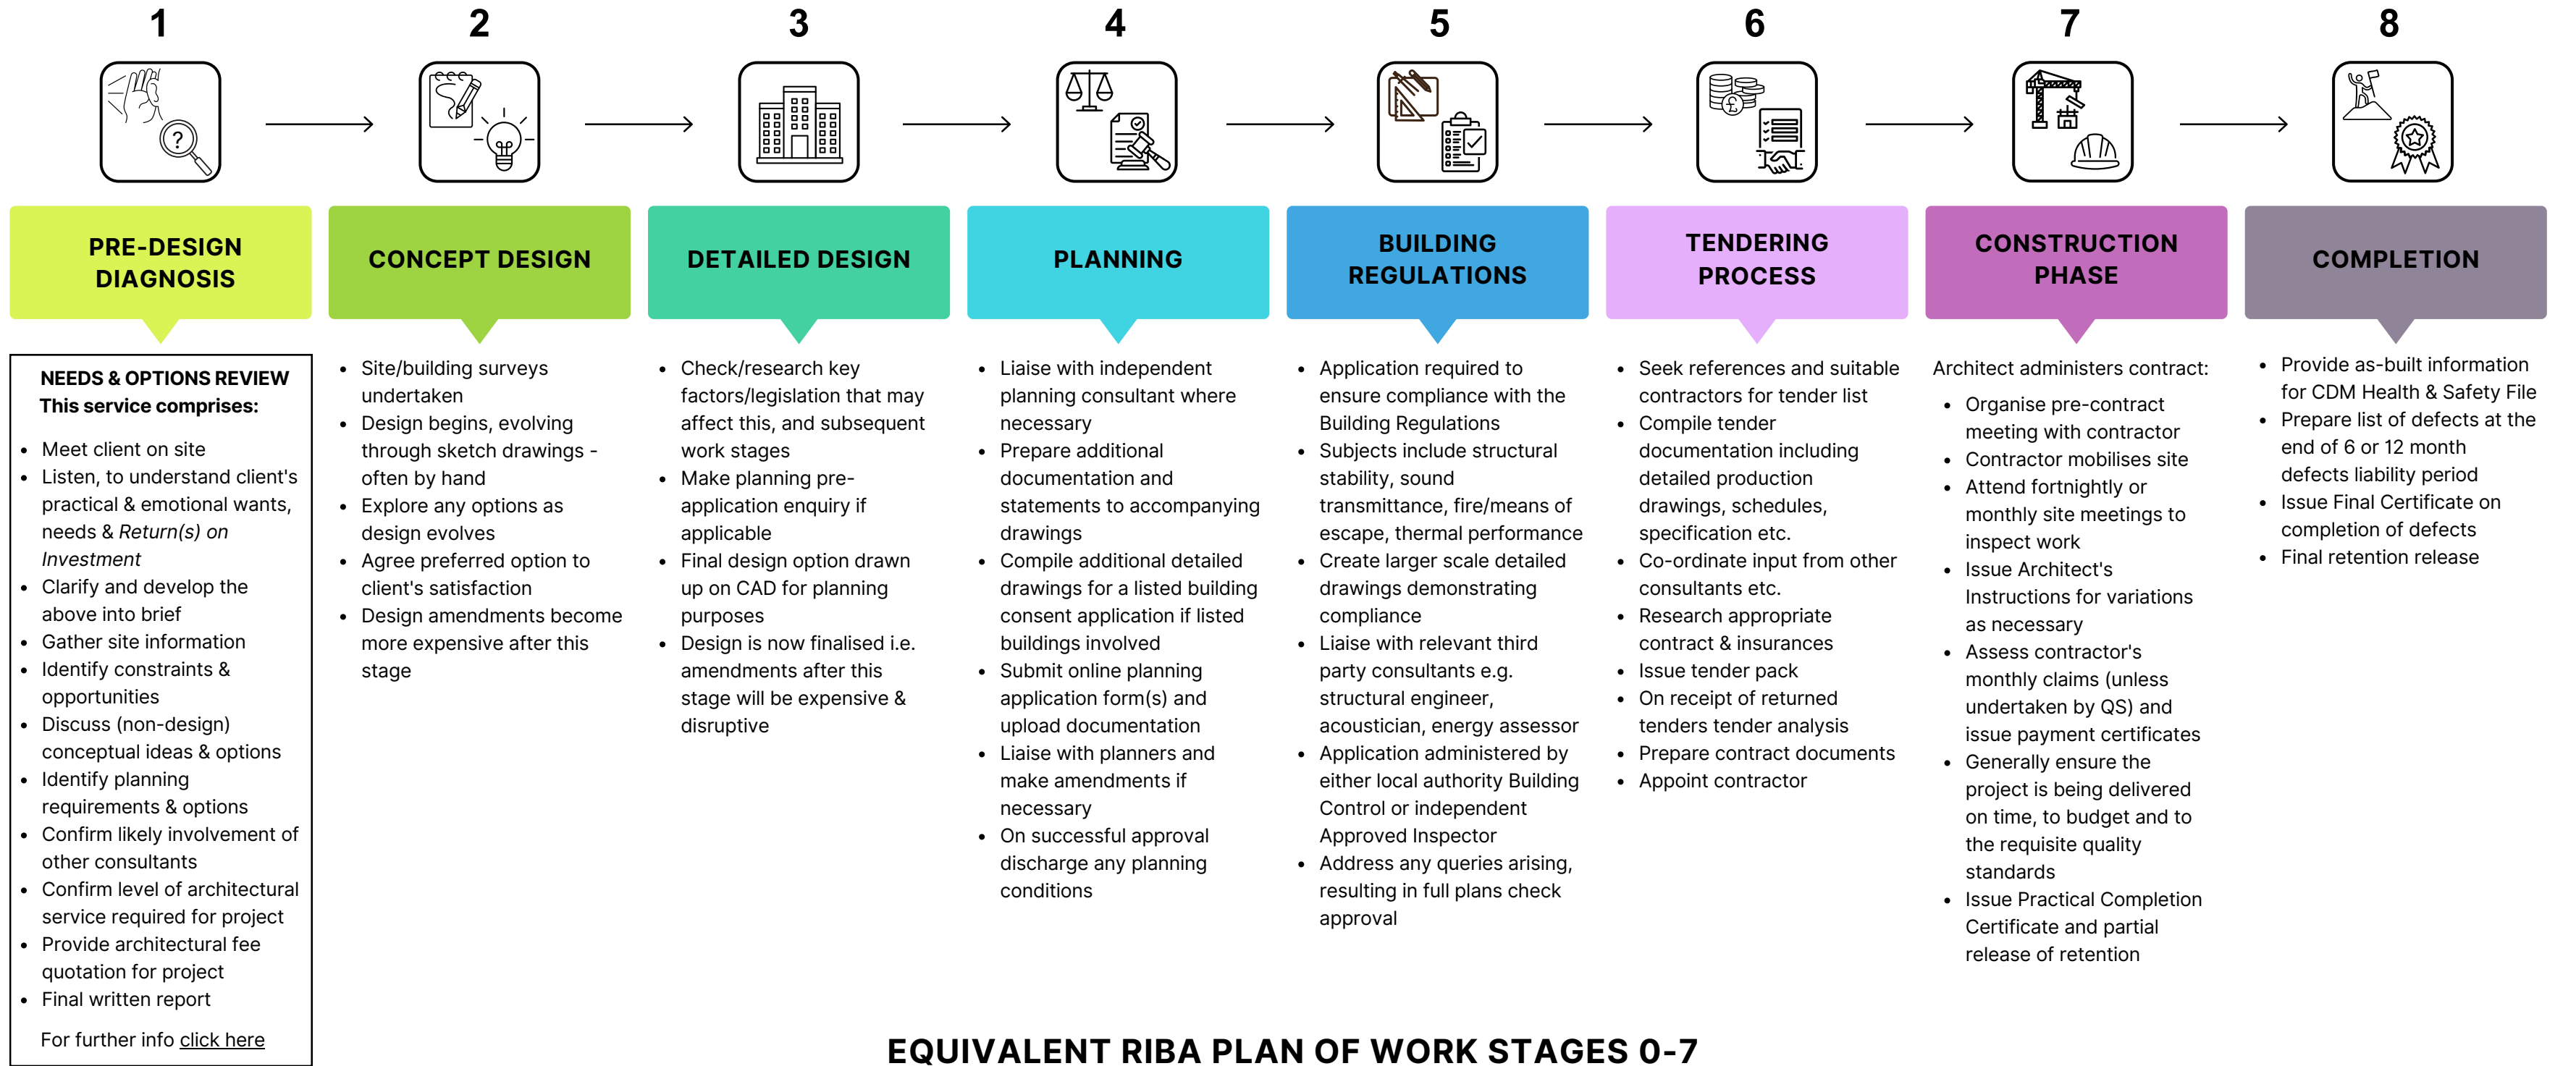 1
2
3
4
5
6
7
8
?
£
PRE-DESIGN
DIAGNOSIS
CONCEPT DESIGN
DETAILED DESIGN
PLANNING
BUILDING
REGULATIONS
TENDERING
PROCESS
CONSTRUCTION
PHASE
COMPLETION
NEEDS & OPTIONS REVIEW
This service comprises:
• Meet client on site
• Listen, to understand client's
practical & emotional wants,
needs & Return(s) on
Investment
• Clarify and develop the
above into brief
• Gather site information
• Identify constraints &
opportunities
• Discuss (non-design)
conceptual ideas & options
• Identify planning
requirements & options
• Confirm likely involvement of
other consultants
• Confirm level of architectural
service required for project
• Provide architectural fee
quotation for project
• Final written report
For further info click here
• Site/building surveys
undertaken
• Design begins, evolving
through sketch drawings -
often by hand
• Explore any options as
design evolves
• Agree preferred option to
client's satisfaction
• Design amendments become
more expensive after this
stage
• Check/research key
factors/legislation that may
affect this, and subsequent
work stages
• Make planning pre-
application enquiry if
applicable
• Final design option drawn
up on CAD for planning
purposes
• Design is now finalised i.e.
amendments after this
stage will be expensive &
disruptive
• Liaise with independent
planning consultant where
necessary
• Prepare additional
documentation and
statements to accompanying
drawings
• Compile additional detailed
drawings for a listed building
consent application if listed
buildings involved
• Submit online planning
application form(s) and
upload documentation
• Liaise with planners and
make amendments if
necessary
• On successful approval
discharge any planning
conditions
• Application required to
ensure compliance with the
Building Regulations
• Subjects include structural
stability, sound
transmittance, fire/means of
escape, thermal performance
• Create larger scale detailed
drawings demonstrating
compliance
• Liaise with relevant third
party consultants e.g.
structural engineer,
acoustician, energy assessor
• Application administered by
either local authority Building
Control or independent
Approved Inspector
• Address any queries arising,
resulting in full plans check
approval
• Seek references and suitable
contractors for tender list
• Compile tender
documentation including
detailed production
drawings, schedules,
specification etc.
• Co-ordinate input from other
consultants etc.
• Research appropriate
contract & insurances
• Issue tender pack
• On receipt of returned
tenders tender analysis
• Prepare contract documents
• Appoint contractor
Architect administers contract:
• Organise pre-contract
meeting with contractor
• Contractor mobilises site
• Attend fortnightly or
monthly site meetings to
inspect work
• Issue Architect's
Instructions for variations
as necessary
• Assess contractor's
monthly claims (unless
undertaken by QS) and
issue payment certificates
• Generally ensure the
project is being delivered
on time, to budget and to
the requisite quality
standards
• Issue Practical Completion
Certificate and partial
release of retention
• Provide as-built information
for CDM Health & Safety File
• Prepare list of defects at the
end of 6 or 12 month
defects liability period
• Issue Final Certificate on
completion of defects
• Final retention release
EQUIVALENT RIBA PLAN OF WORK STAGES 0-7